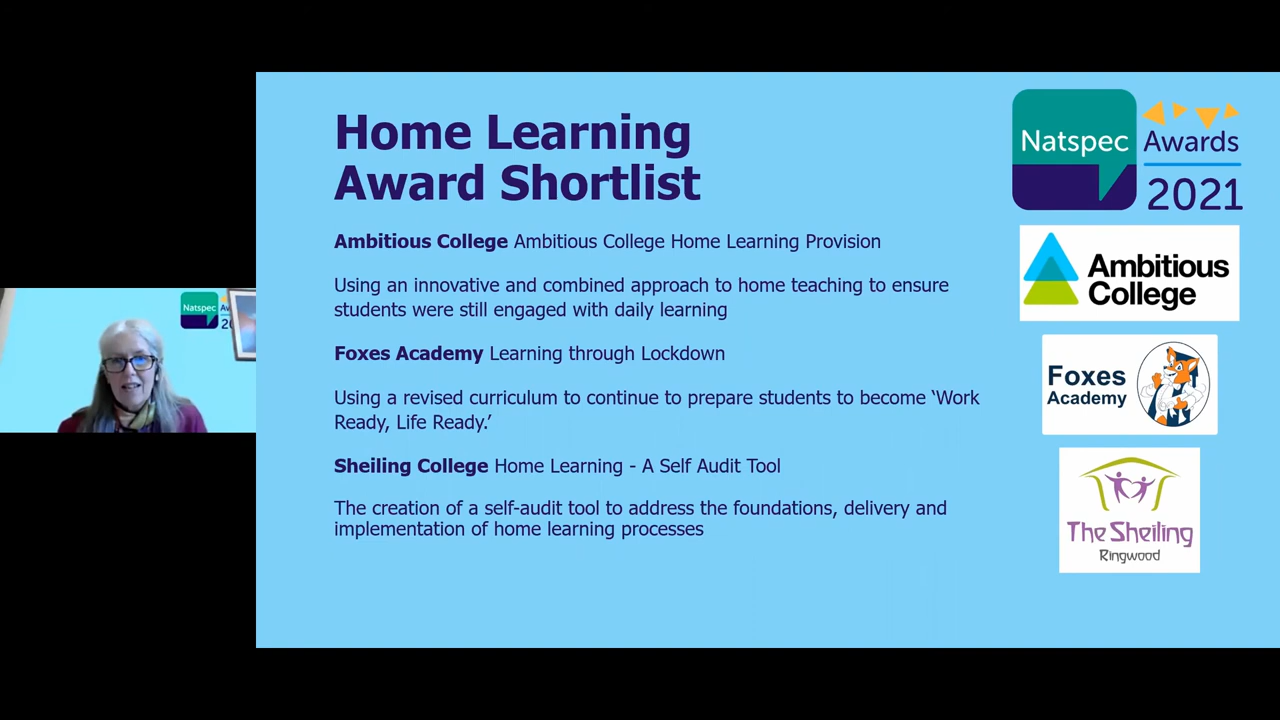 Home Learning
Award Shortlist
Ambitious College Ambitious College Home Learning Provision
Using an innovative and combined approach to home teaching to ensure
students were still engaged with daily learning
Foxes Academy Learning through Lockdown
Using a revised curriculum to continue to prepare students to become ‘Work
Ready, Life Ready.’
Sheiling College Home Learning - A Self Audit Tool
The creation of a self-audit tool to address the foundations, delivery and
implementation of home learning processes
Natspec Awards
2021
Ambitious
College
Foxes
Academy
The Sheiling
Ringwood
Natspec